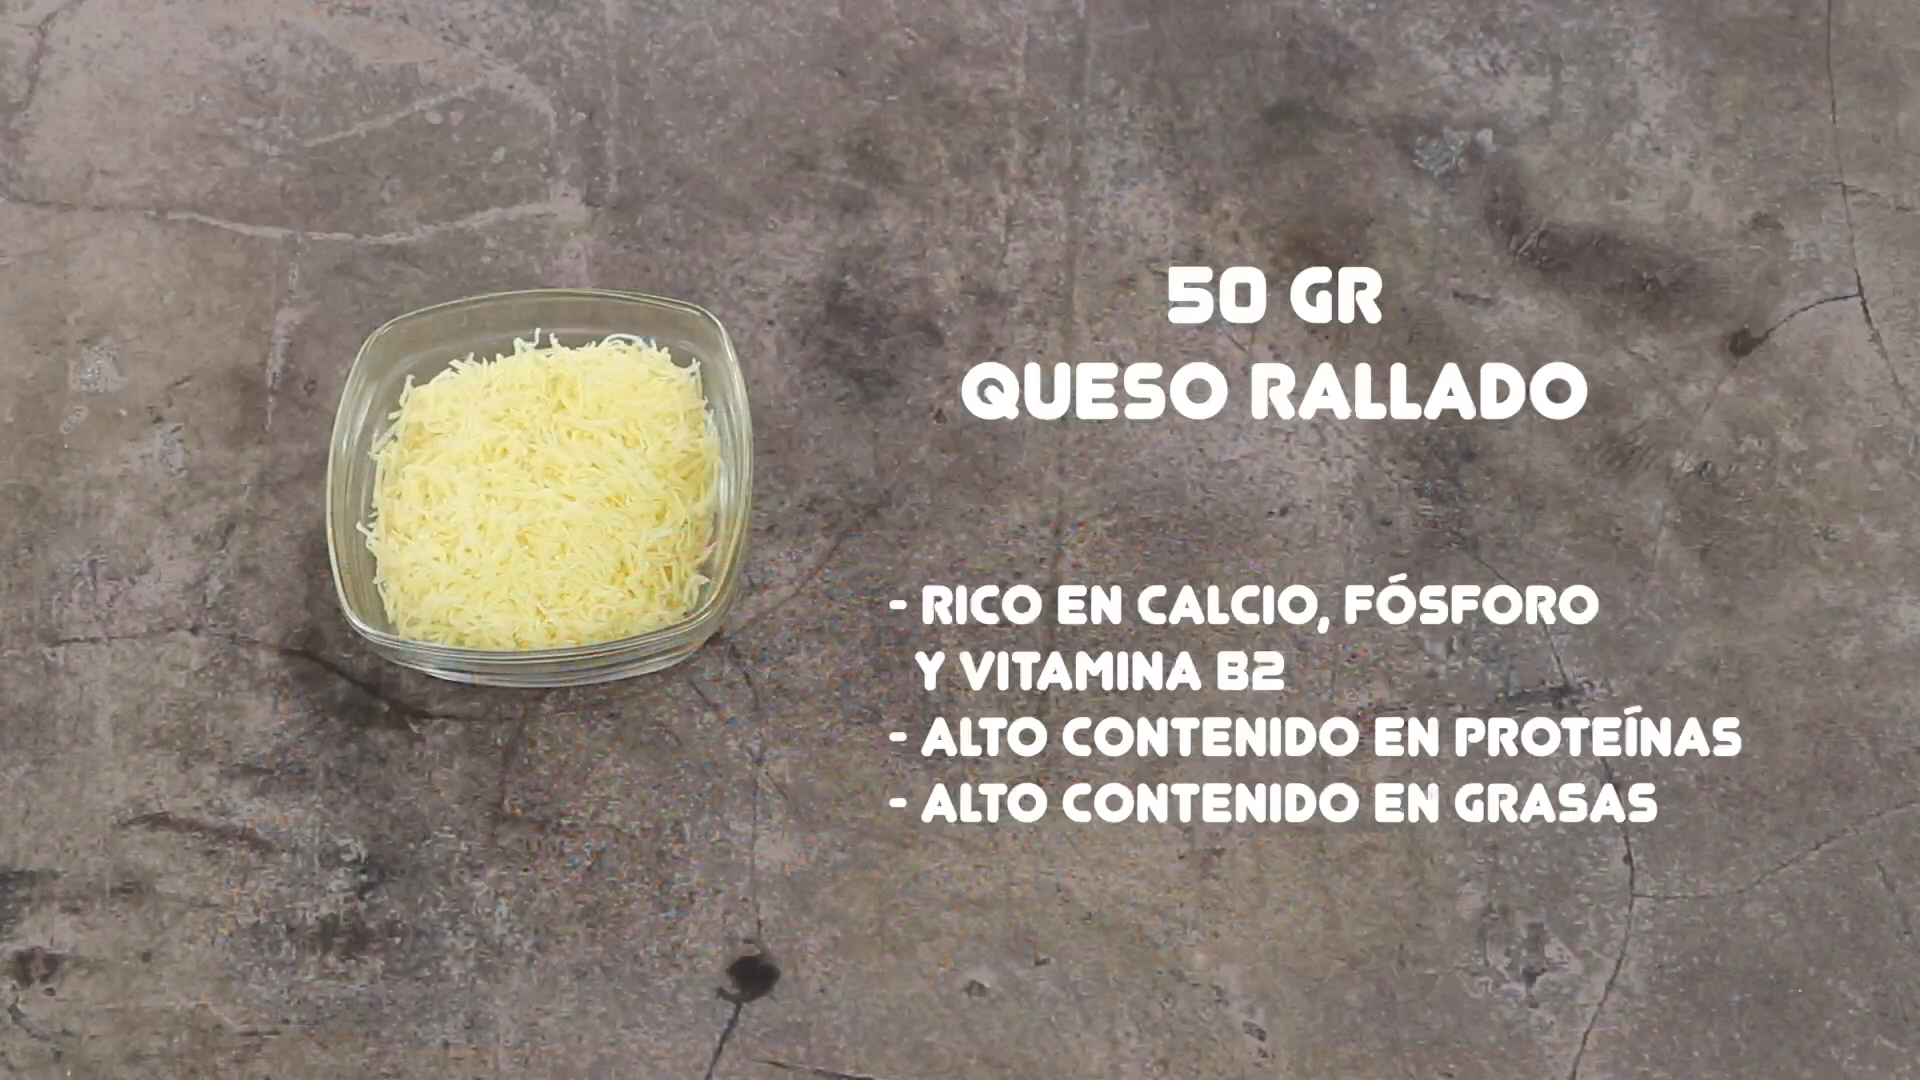 50 GR
QUESO RALLADO
- RICO EN CALCIO, FÓSFORO
Y VITAMINA B2
- ALTO CONTENIDO EN PROTEÍNAS
- ALTO CONTENIDO EN GRASAS